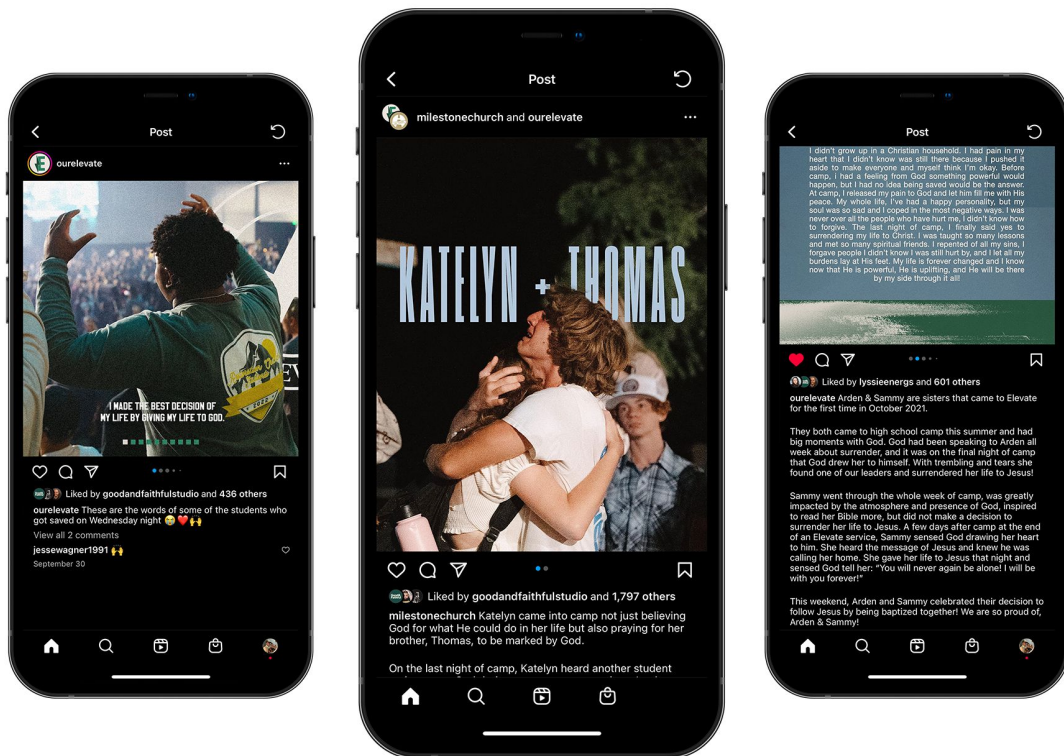 Post
ourelevate
I MADE THE BEST DECISION OF
MY LIFE BY GIVING MY LIFE TO GOD.
2022
Liked by goodandfaithfulstudio and 436 others
ourelevate These are the words of some of the students who
got saved on Wednesday night 😭❤️🙌
View all 2 comments
jessewagner1991 🙌
September 30
Post
milestonechurch and ourelevate
KATELYN + THOMAS
Liked by goodandfaithfulstudio and 1,797 others
milestonechurch Katelyn came into camp not just believing
God for what He could do in her life but also praying for her
brother, Thomas, to be marked by God.
On the last night of camp, Katelyn heard another student
Post
I didn't grow up in a Christian household. I had pain in my
heart that I didn't know was still there because I pushed it
aside to make everyone and myself think I'm okay. Before
camp, i had a feeling from God something powerful would
happen, but I had no idea being saved would be the answer.
At camp, I released my pain to God and let him fill me with His
peace. My whole life, I've had a happy personality, but my
soul was so sad and I coped in the most negative ways. I was
never over all the people who have hurt me, I didn't know how
to forgive. The last night of camp, I finally said yes to
surrendering my life to Christ. I was taught so many lessons
and met so many spiritual friends. I repented of all my sins, I
forgave people I didn't know I was still hurt by, and I let all my
burdens lay at His feet. My life is forever changed and I know
now that He is powerful, He is uplifting, and He will be there
by my side through it all!
Liked by lyssieenergs and 601 others
ourelevate Arden & Sammy are sisters that came to Elevate
for the first time in October 2021.
They both came to high school camp this summer and had
big moments with God. God had been speaking to Arden all
week about surrender, and it was on the final night of camp
that God drew her to himself. With trembling and tears she
found one of our leaders and surrendered her life to Jesus!
Sammy went through the whole week of camp, was greatly
impacted by the atmosphere and presence of God, inspired
to read her Bible more, but did not make a decision to
surrender her life to Jesus. A few days after camp at the end
of an Elevate service, Sammy sensed God drawing her heart
to him. She heard the message of Jesus and knew he was
calling her home. She gave her life to Jesus that night and
sensed God tell her: “You will never again be alone! I will be
with you forever!”
This weekend, Arden and Sammy celebrated their decision to
follow Jesus by being baptized together! We are so proud of,
Arden & Sammy!